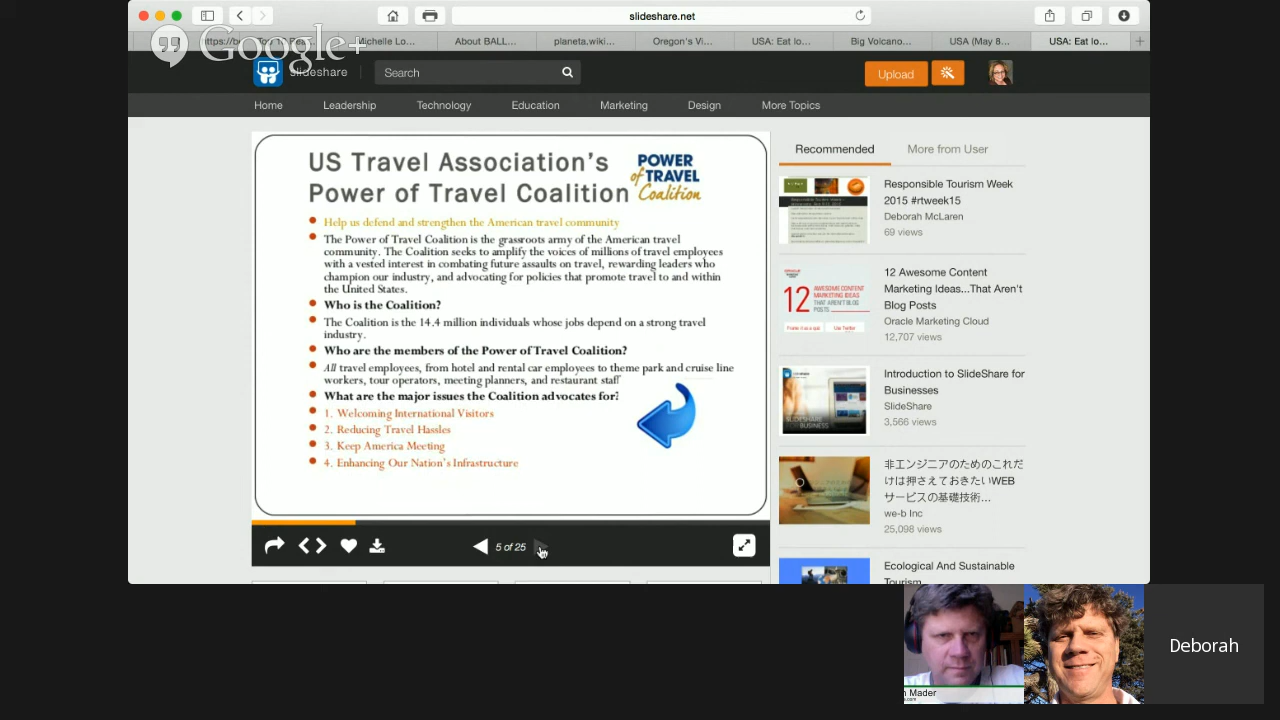 slideshare.net
Google+
https://b
Top 10
Michelle Lo...
About BALL...
planeta.wiki...
Oregon's Vi...
USA: Eat lo...
Big Volcano...
USA (May 8...
USA: Eat lo...
slideshare
Search
Upload
Home
Leadership
Technology
Education
Marketing
Design
More Topics
US Travel Association's
Power of Travel Coalition
POWER
of TRAVEL
Coalition
Help us defend and strengthen the American travel community
The Power of Travel Coalition is the grassroots army of the American travel
community. The Coalition seeks to amplify the voices of millions of travel employees
with a vested interest in combating future assaults on travel, rewarding leaders who
champion our industry, and advocating for policies that promote travel to and within
the United States.
Who is the Coalition?
The Coalition is the 14.4 million individuals whose jobs depend on a strong travel
industry.
Who are the members of the Power of Travel Coalition?
All travel employees, from hotel and rental car employees to theme park and cruise line
workers, tour operators, meeting planners, and restaurant staff
What are the major issues the Coalition advocates for?
1. Welcoming International Visitors
2. Reducing Travel Hassles
3. Keep America Meeting
4. Enhancing Our Nation's Infrastructure
5 of 25
Recommended
More from User
Responsible Tourism Week
2015 #rtweek15
Deborah McLaren
69 views
12
AWESOME CONTENT
MARKETING IDEAS
THAT AREN'T BLOG
POSTS
12 Awesome Content
Marketing Ideas...That Aren't
Blog Posts
Oracle Marketing Cloud
12,707 views
Introduction to SlideShare for
Businesses
SlideShare
3,566 views
非エンジニアのためのこれだ
けは押さえておきたいWEB
サービスの基礎技術...
we-b Inc
25,098 views
Ecological And Sustainable
Tourism
n Mader
Deborah